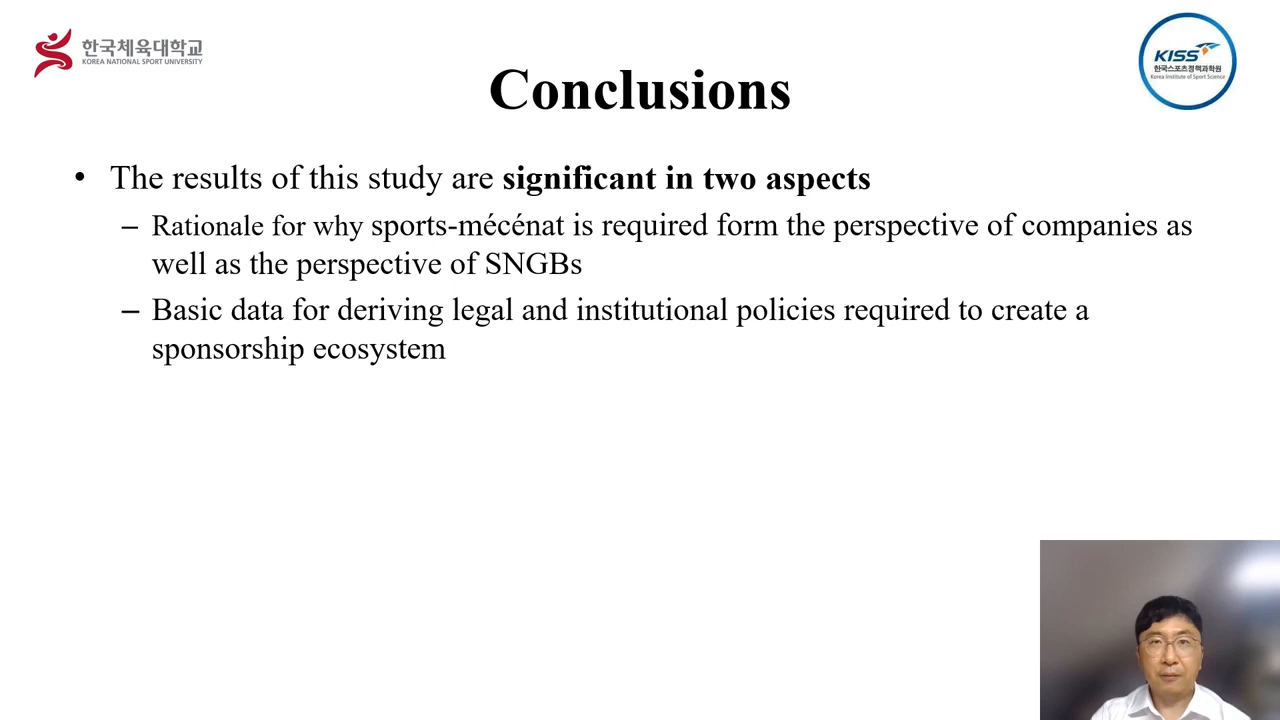 한국체육대학교
KOREA NATIONAL SPORT UNIVERSITY
KISS
한국스포츠정책과학원
Korea Institute of Sport Science
Conclusions
• The results of this study are significant in two aspects
– Rationale for why sports-mécénat is required form the perspective of companies as
well as the perspective of SNGBs
– Basic data for deriving legal and institutional policies required to create a
sponsorship ecosystem